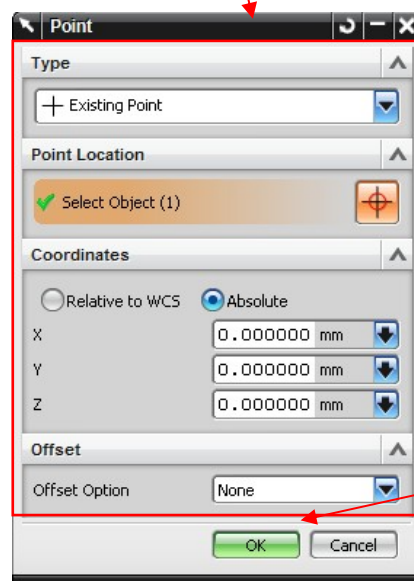 Point
Type
Existing Point
Point Location
Select Object (1)
Coordinates
Relative to WCS Absolute
X 0.000000 mm
Y 0.000000 mm
Z 0.000000 mm
Offset
Offset Option None
OK Cancel